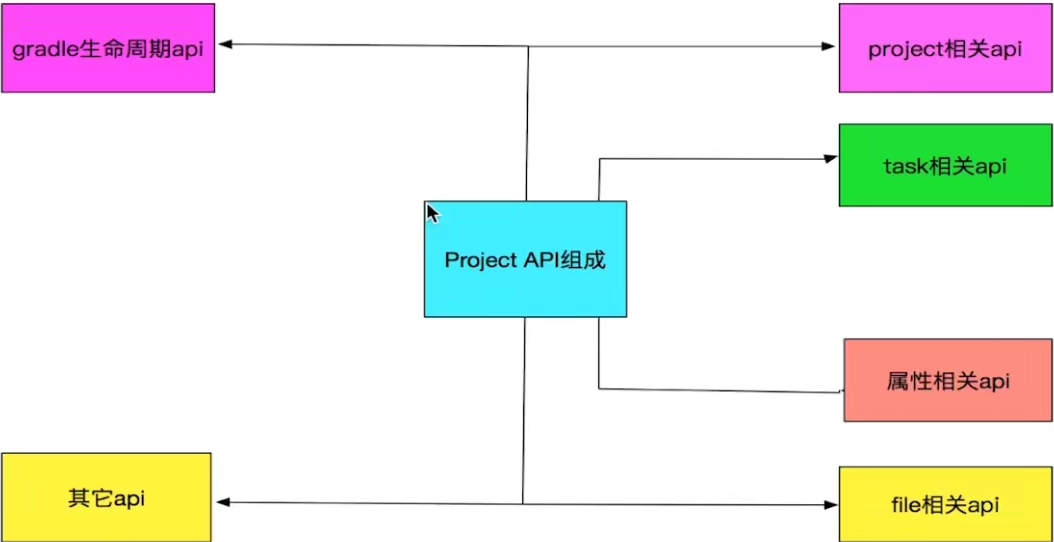 gradle生命周期api
project相关api
task相关api
Project API组成
属性相关api
其它api
file相关api